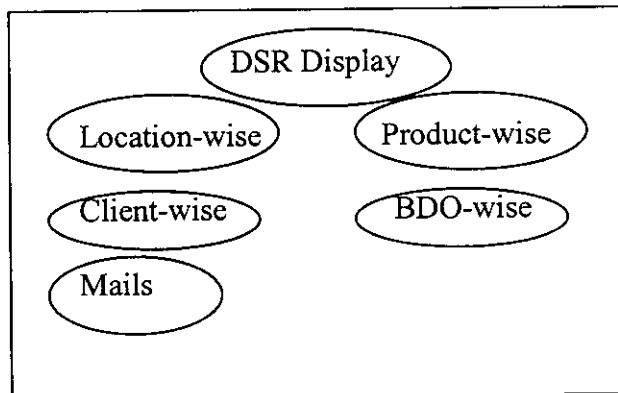 DSR Display
Location-wise
Product-wise
Client-wise
BDO-wise
Mails